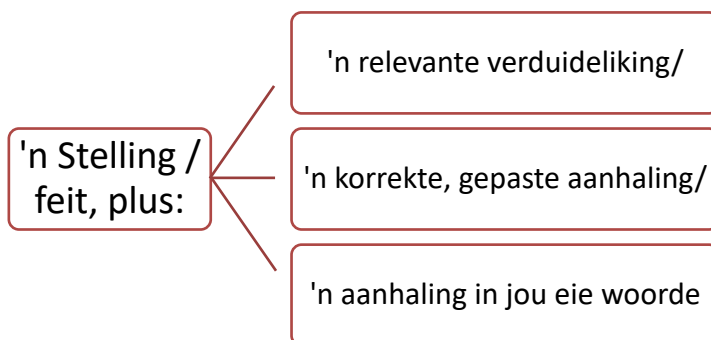 'n Stelling /
feit, plus:
'n relevante verduideliking/
'n korrekte, gepaste aanhaling/
'n aanhaling in jou eie woorde